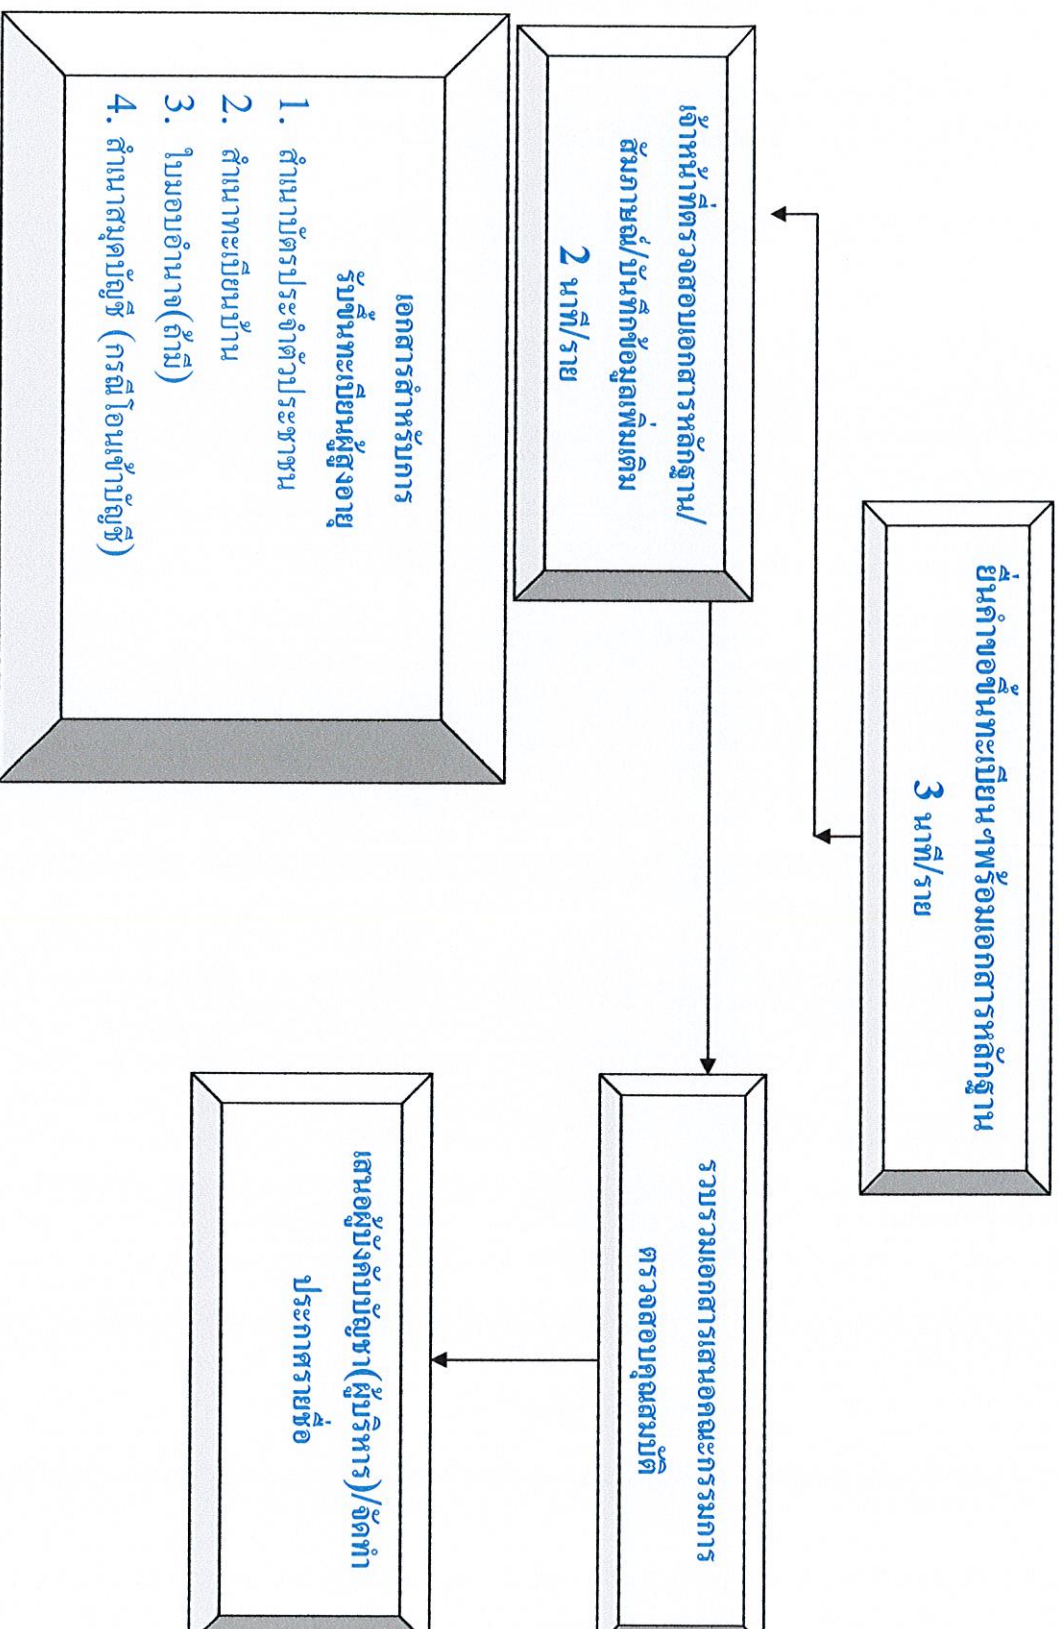 ยื่นคำขอขึ้นทะเบียนฯพร้อมเอกสารหลักฐาน
3 นาที/ราย
เจ้าหน้าที่ตรวจสอบเอกสารหลักฐาน/
สัมภาษณ์/บันทึกข้อมูลเพิ่มเติม
2 นาที/ราย
รวบรวมเอกสารเสนอคณะกรรมการ
ตรวจสอบคุณสมบัติ
เสนอผู้บังคับบัญชา(ผู้บริหาร)/จัดทำ
ประกาศรายชื่อ
เอกสารสำหรับการ
รับขึ้นทะเบียนผู้สูงอายุ
1. สำเนาบัตรประจำตัวประชาชน
2. สำเนาทะเบียนบ้าน
3. ใบมอบอำนาจ(ถ้ามี)
4. สำเนาสมุดบัญชี (กรณีโอนเข้าบัญชี)